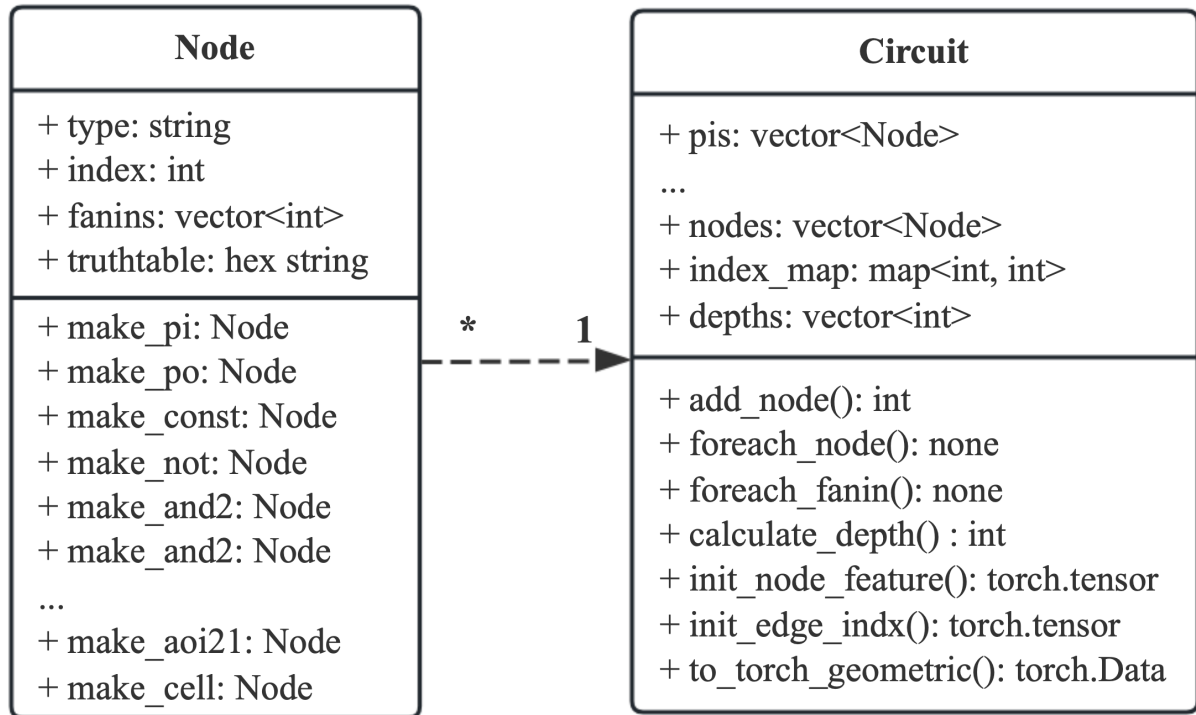 Node
+ type: string
+ index: int
+ fanins: vector<int>
+ truthtable: hex string
+ make_pi: Node
+ make_po: Node
+ make_const: Node
+ make_not: Node
+ make_and2: Node
+ make_and2: Node
...
+ make_aoi21: Node
+ make_cell: Node
* 1
Circuit
+ pis: vector<Node>
...
+ nodes: vector<Node>
+ index_map: map<int, int>
+ depths: vector<int>
+ add_node(): int
+ foreach_node(): none
+ foreach_fanin(): none
+ calculate_depth() : int
+ init_node_feature(): torch.tensor
+ init_edge_indx(): torch.tensor
+ to_torch_geometric(): torch.Data